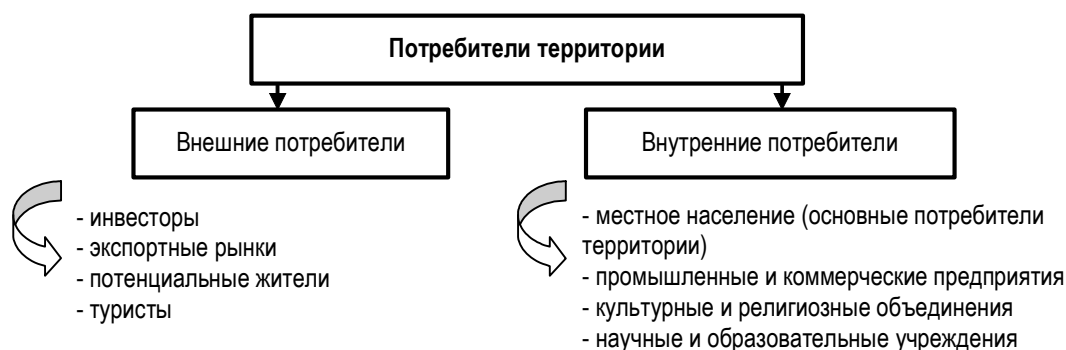 Потребители территории
Внешние потребители
Внутренние потребители
- инвесторы
- экспортные рынки
- потенциальные жители
- туристы
- местное население (основные потребители
территории)
- промышленные и коммерческие предприятия
- культурные и религиозные объединения
- научные и образовательные учреждения